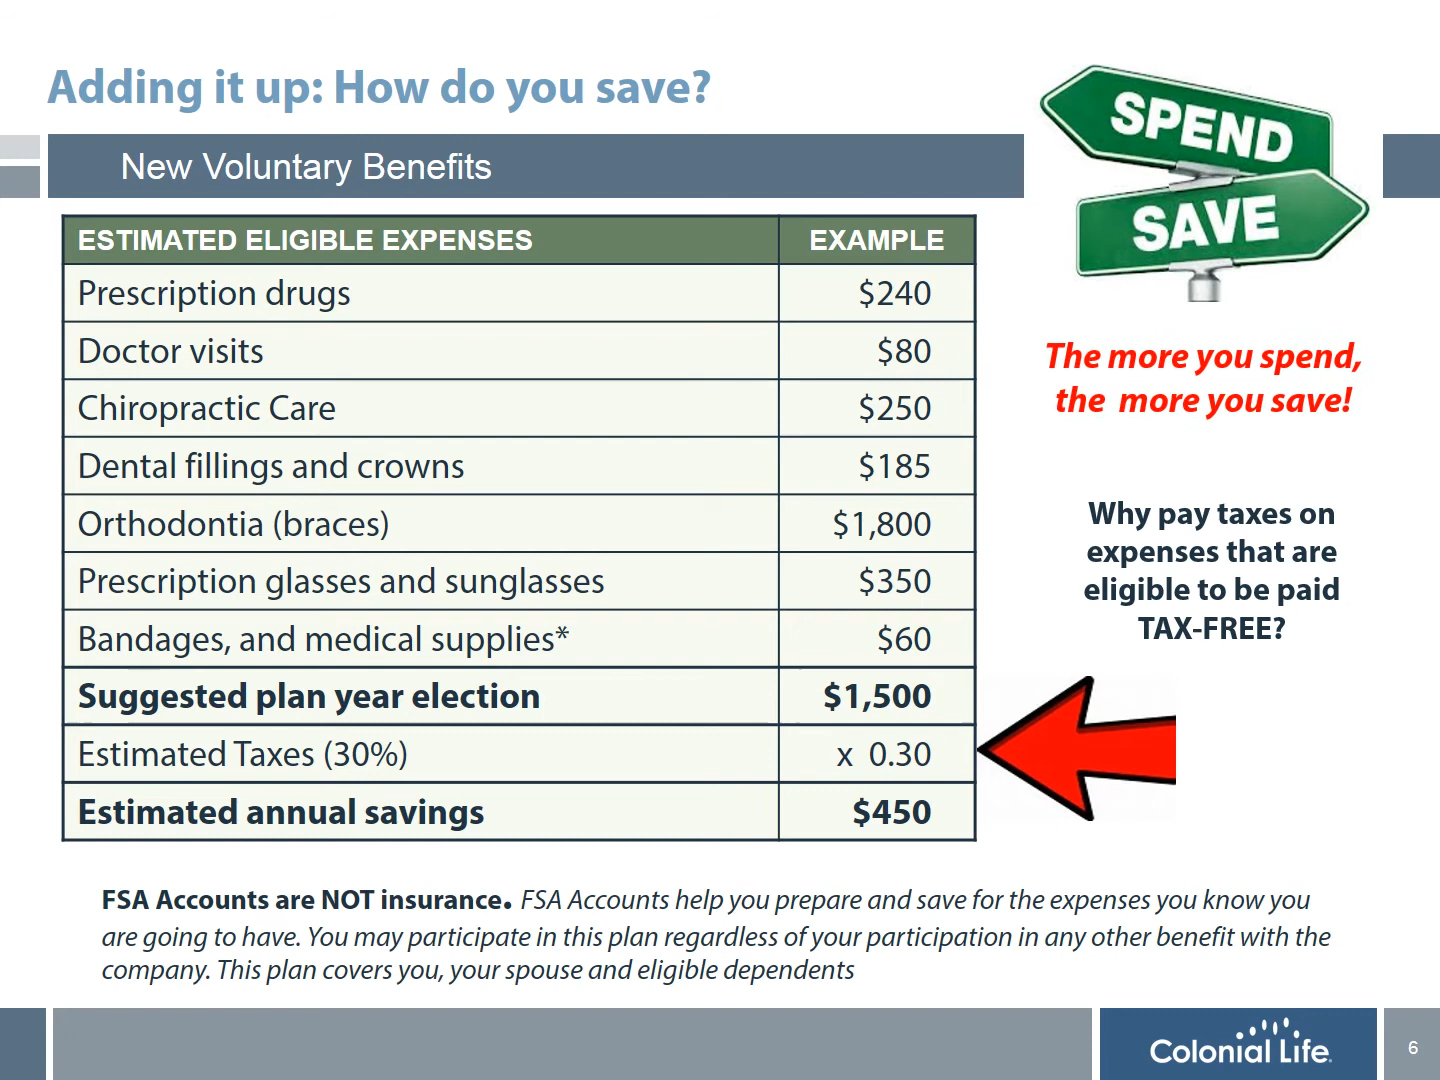 Adding it up: How do you save?
New Voluntary Benefits
SPEND
SAVE
ESTIMATED ELIGIBLE EXPENSES EXAMPLE
Prescription drugs $240
Doctor visits $80
Chiropractic Care $250
Dental fillings and crowns $185
Orthodontia (braces) $1,800
Prescription glasses and sunglasses $350
Bandages, and medical supplies* $60
Suggested plan year election $1,500
Estimated Taxes (30%) x 0.30
Estimated annual savings $450
The more you spend,
the more you save!
Why pay taxes on
expenses that are
eligible to be paid
TAX-FREE?
FSA Accounts are NOT insurance. FSA Accounts help you prepare and save for the expenses you know you
are going to have. You may participate in this plan regardless of your participation in any other benefit with the
company. This plan covers you, your spouse and eligible dependents
Colonial Life.
6